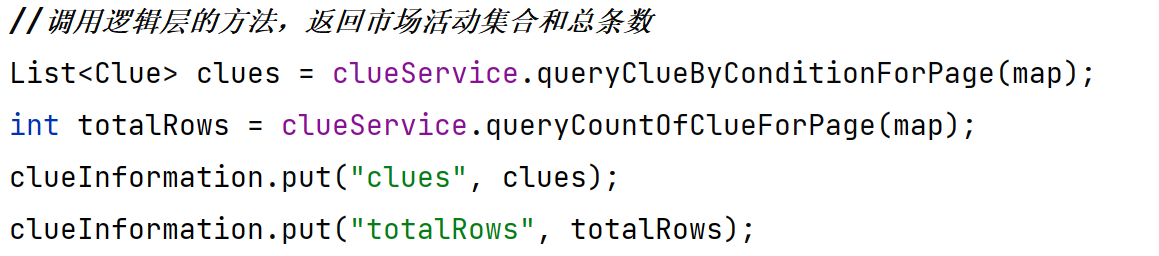 //调用逻辑层的方法，返回市场活动集合和总条数
List<Clue> clues = clueService.queryClueByConditionForPage(map);
int totalRows = clueService.queryCountOfClueForPage(map);
clueInformation.put("clues", clues);
clueInformation.put("totalRows", totalRows);